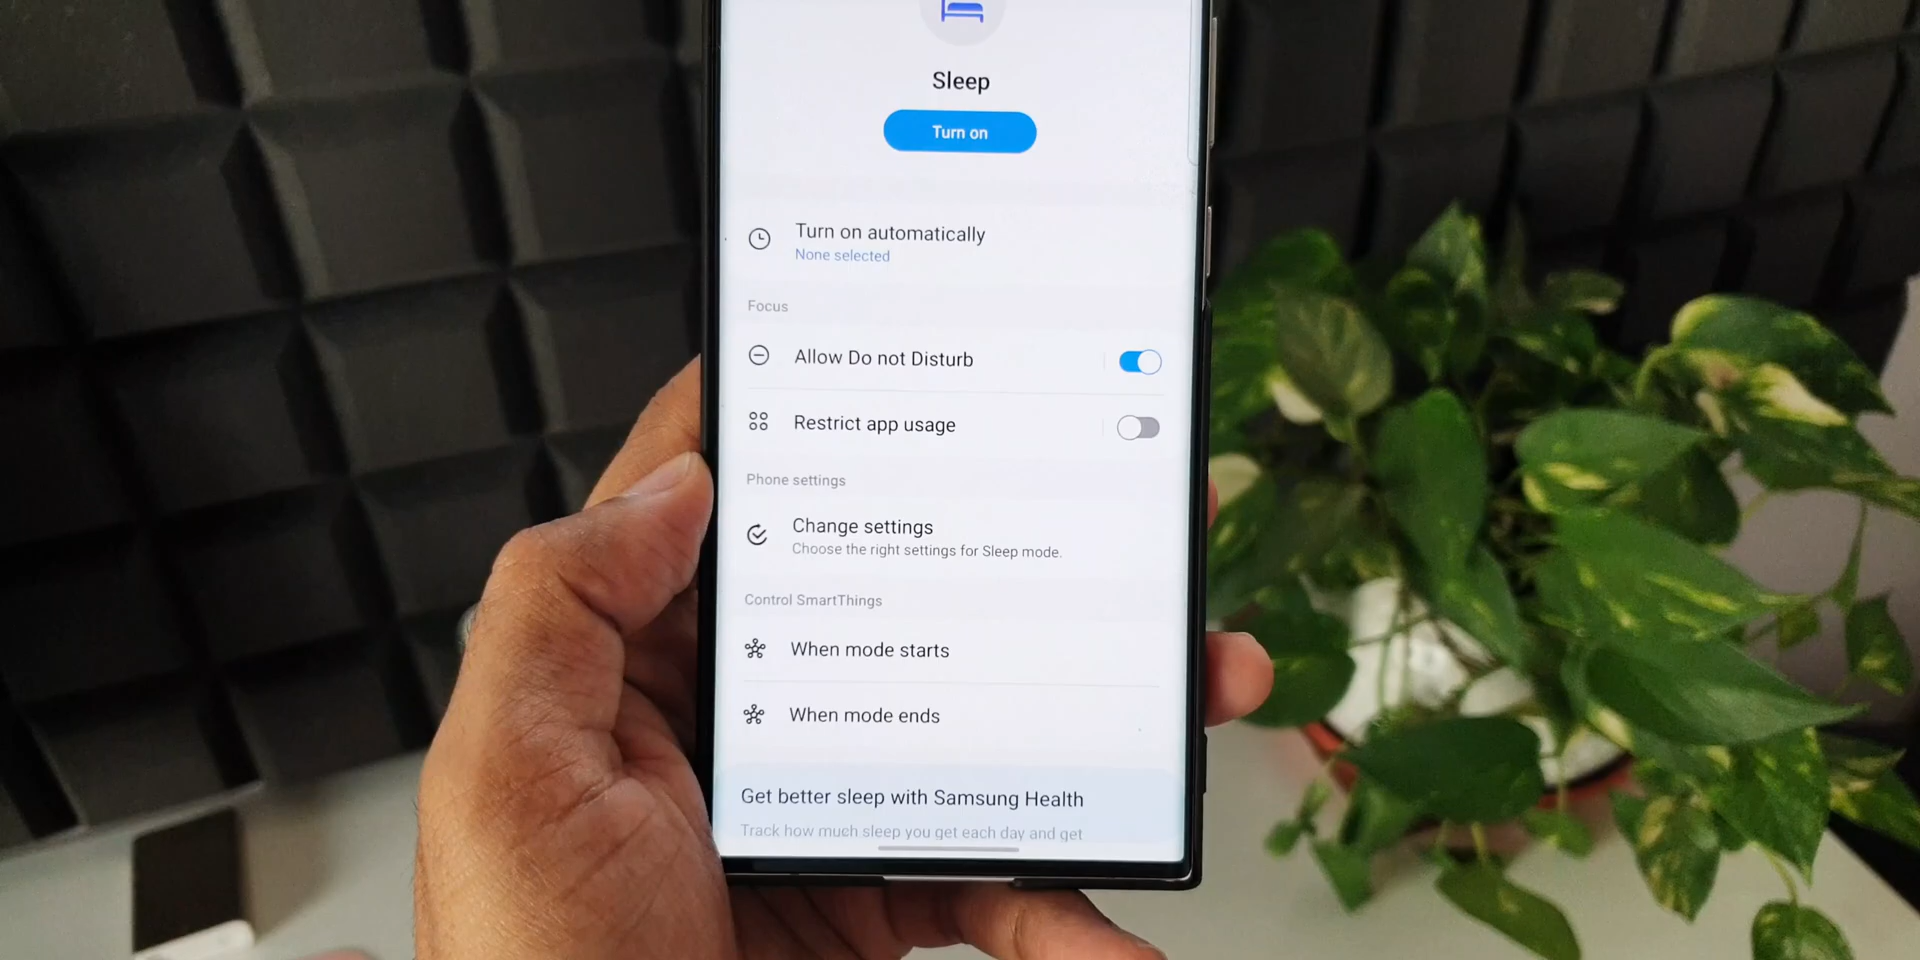 Sleep
Turn on
Turn on automatically
None selected
Focus
Allow Do not Disturb
Restrict app usage
Phone settings
Change settings
Choose the right settings for Sleep mode.
Control SmartThings
When mode starts
When mode ends
Get better sleep with Samsung Health
Track how much sleep you get each day and get